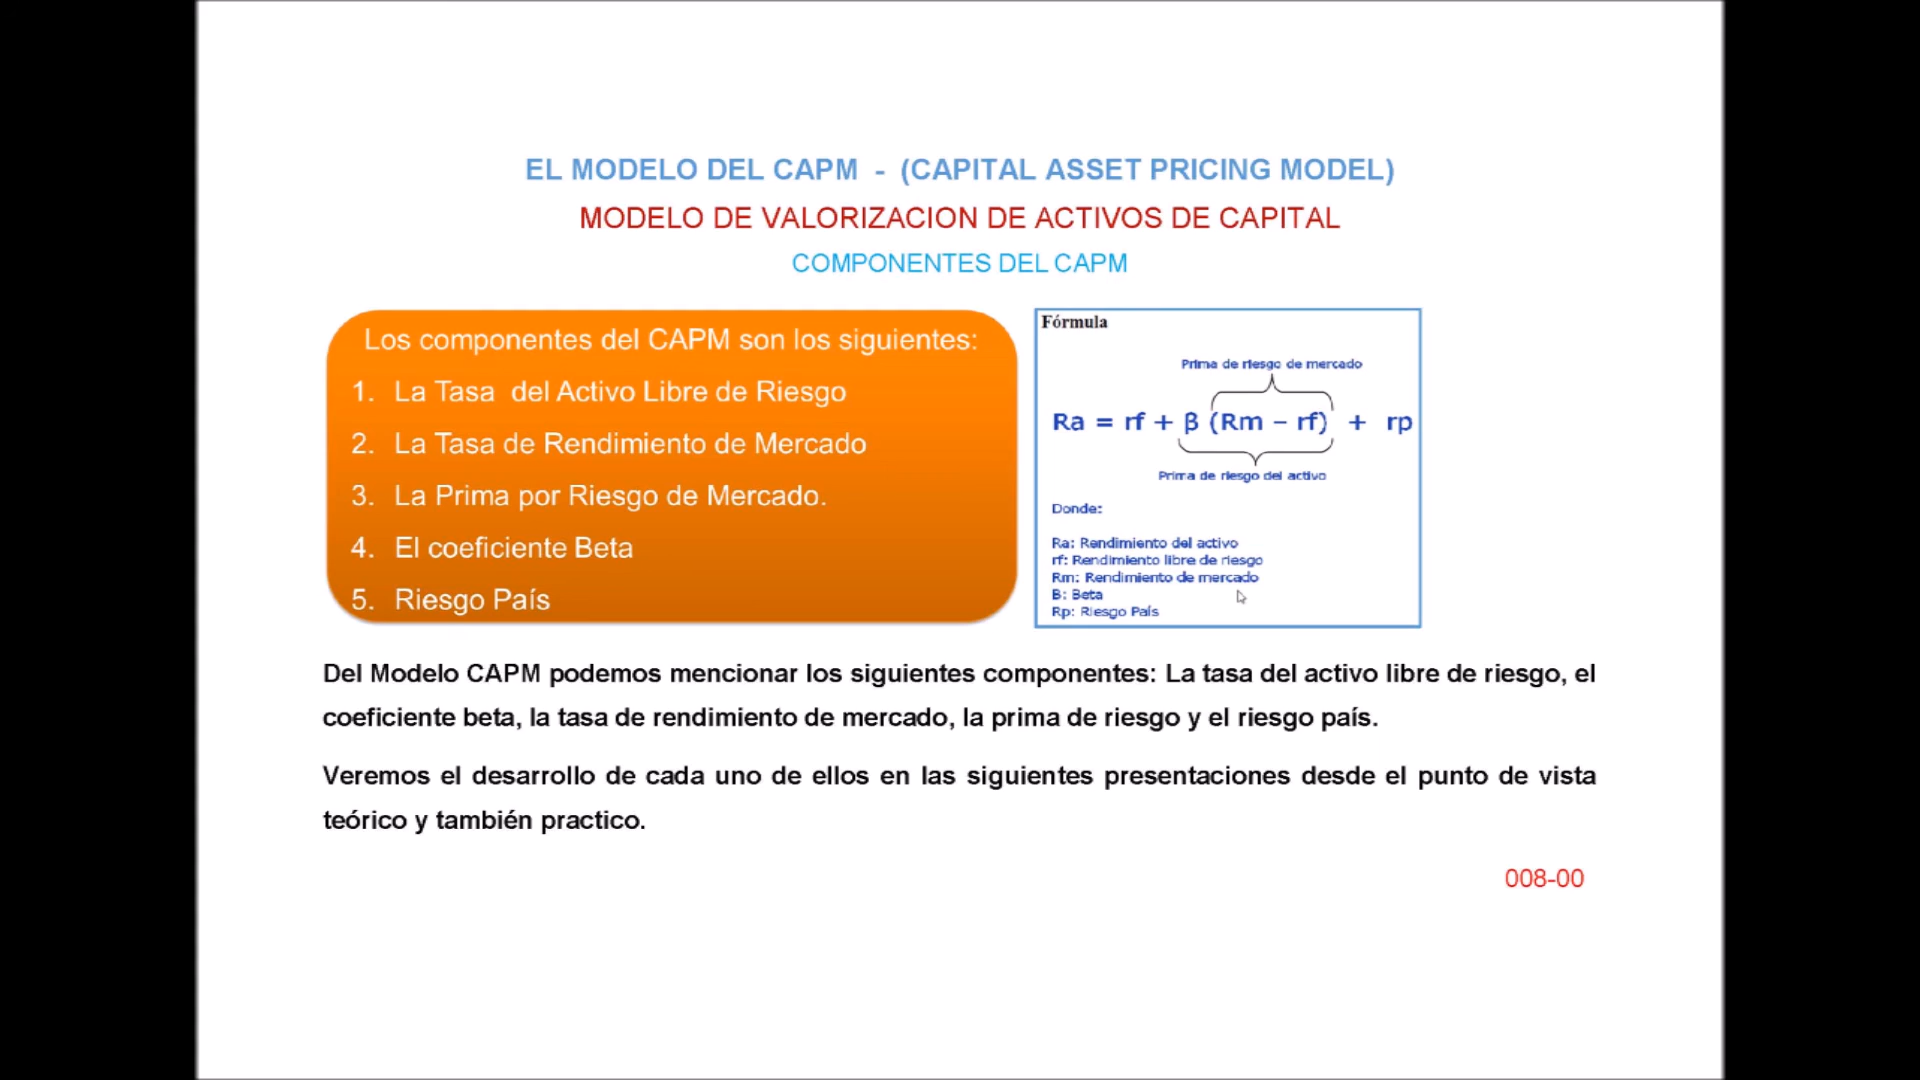 EL MODELO DEL CAPM - (CAPITAL ASSET PRICING MODEL)
MODELO DE VALORIZACION DE ACTIVOS DE CAPITAL
COMPONENTES DEL CAPM
Los componentes del CAPM son los siguientes:
1. La Tasa del Activo Libre de Riesgo
2. La Tasa de Rendimiento de Mercado
3. La Prima por Riesgo de Mercado.
4. El coeficiente Beta
5. Riesgo País
Fórmula
Prima de riesgo de mercado
Ra = rf + β (Rm – rf) + rp
Prima de riesgo del activo
Donde:
Ra: Rendimiento del activo
rf: Rendimiento libre de riesgo
Rm: Rendimiento de mercado
B: Beta
Rp: Riesgo País
Del Modelo CAPM podemos mencionar los siguientes componentes: La tasa del activo libre de riesgo, el
coeficiente beta, la tasa de rendimiento de mercado, la prima de riesgo y el riesgo país.
Veremos el desarrollo de cada uno de ellos en las siguientes presentaciones desde el punto de vista
teórico y también practico.
008-00